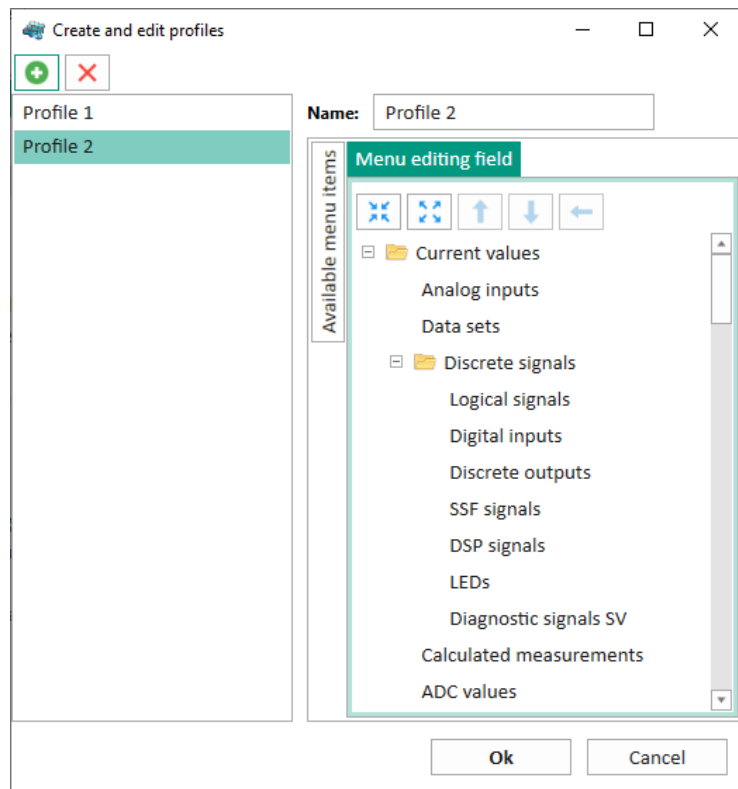 Create and edit profiles
Profile 1
Profile 2
Name: Profile 2
Available menu items
Menu editing field
Current values
Analog inputs
Data sets
Discrete signals
Logical signals
Digital inputs
Discrete outputs
SSF signals
DSP signals
LEDs
Diagnostic signals SV
Calculated measurements
ADC values
Ok
Cancel